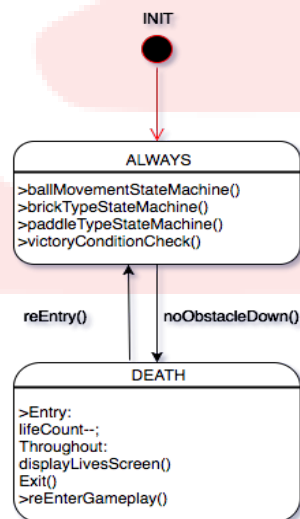 INIT
ALWAYS
>ballMovementStateMachine()
>brickTypeStateMachine()
>paddleTypeStateMachine()
>victoryConditionCheck()
reEntry()
noObstacleDown()
DEATH
>Entry:
lifeCount--;
Throughout:
displayLivesScreen()
Exit()
>reEnterGameplay()